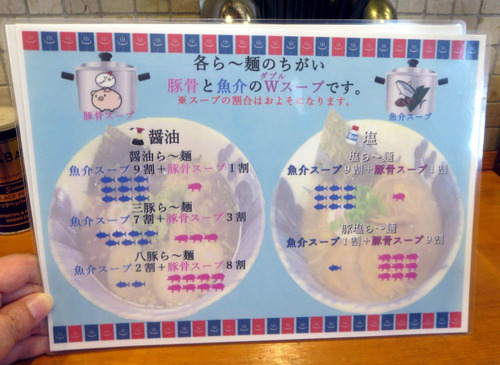 各ら〜麺のちがい
豚骨と魚介のWスープです。
ダブル
※スープの割合はおよそになります。
豚骨スープ
魚介スープ
醤油
醤油ら〜麺
魚介スープ9割+豚骨スープ1割
三豚ら〜麺
魚介スープ7割+豚骨スープ3割
八豚ら〜麺
魚介スープ2割+豚骨スープ8割
塩
塩ら〜麺
魚介スープ9割+豚骨スープ1割
豚塩ら〜麺
魚介スープ1割+豚骨スープ9割